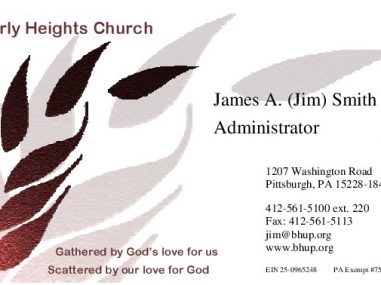 rly Heights Church
James A. (Jim) Smith
Administrator
1207 Washington Road
Pittsburgh, PA 15228-184
412-561-5100 ext. 220
Fax: 412-561-5113
jim@bhup.org
www.bhup.org
Gathered by God's love for us
Scattered by our love for God
EIN 25-0965248 PA Exempt #75